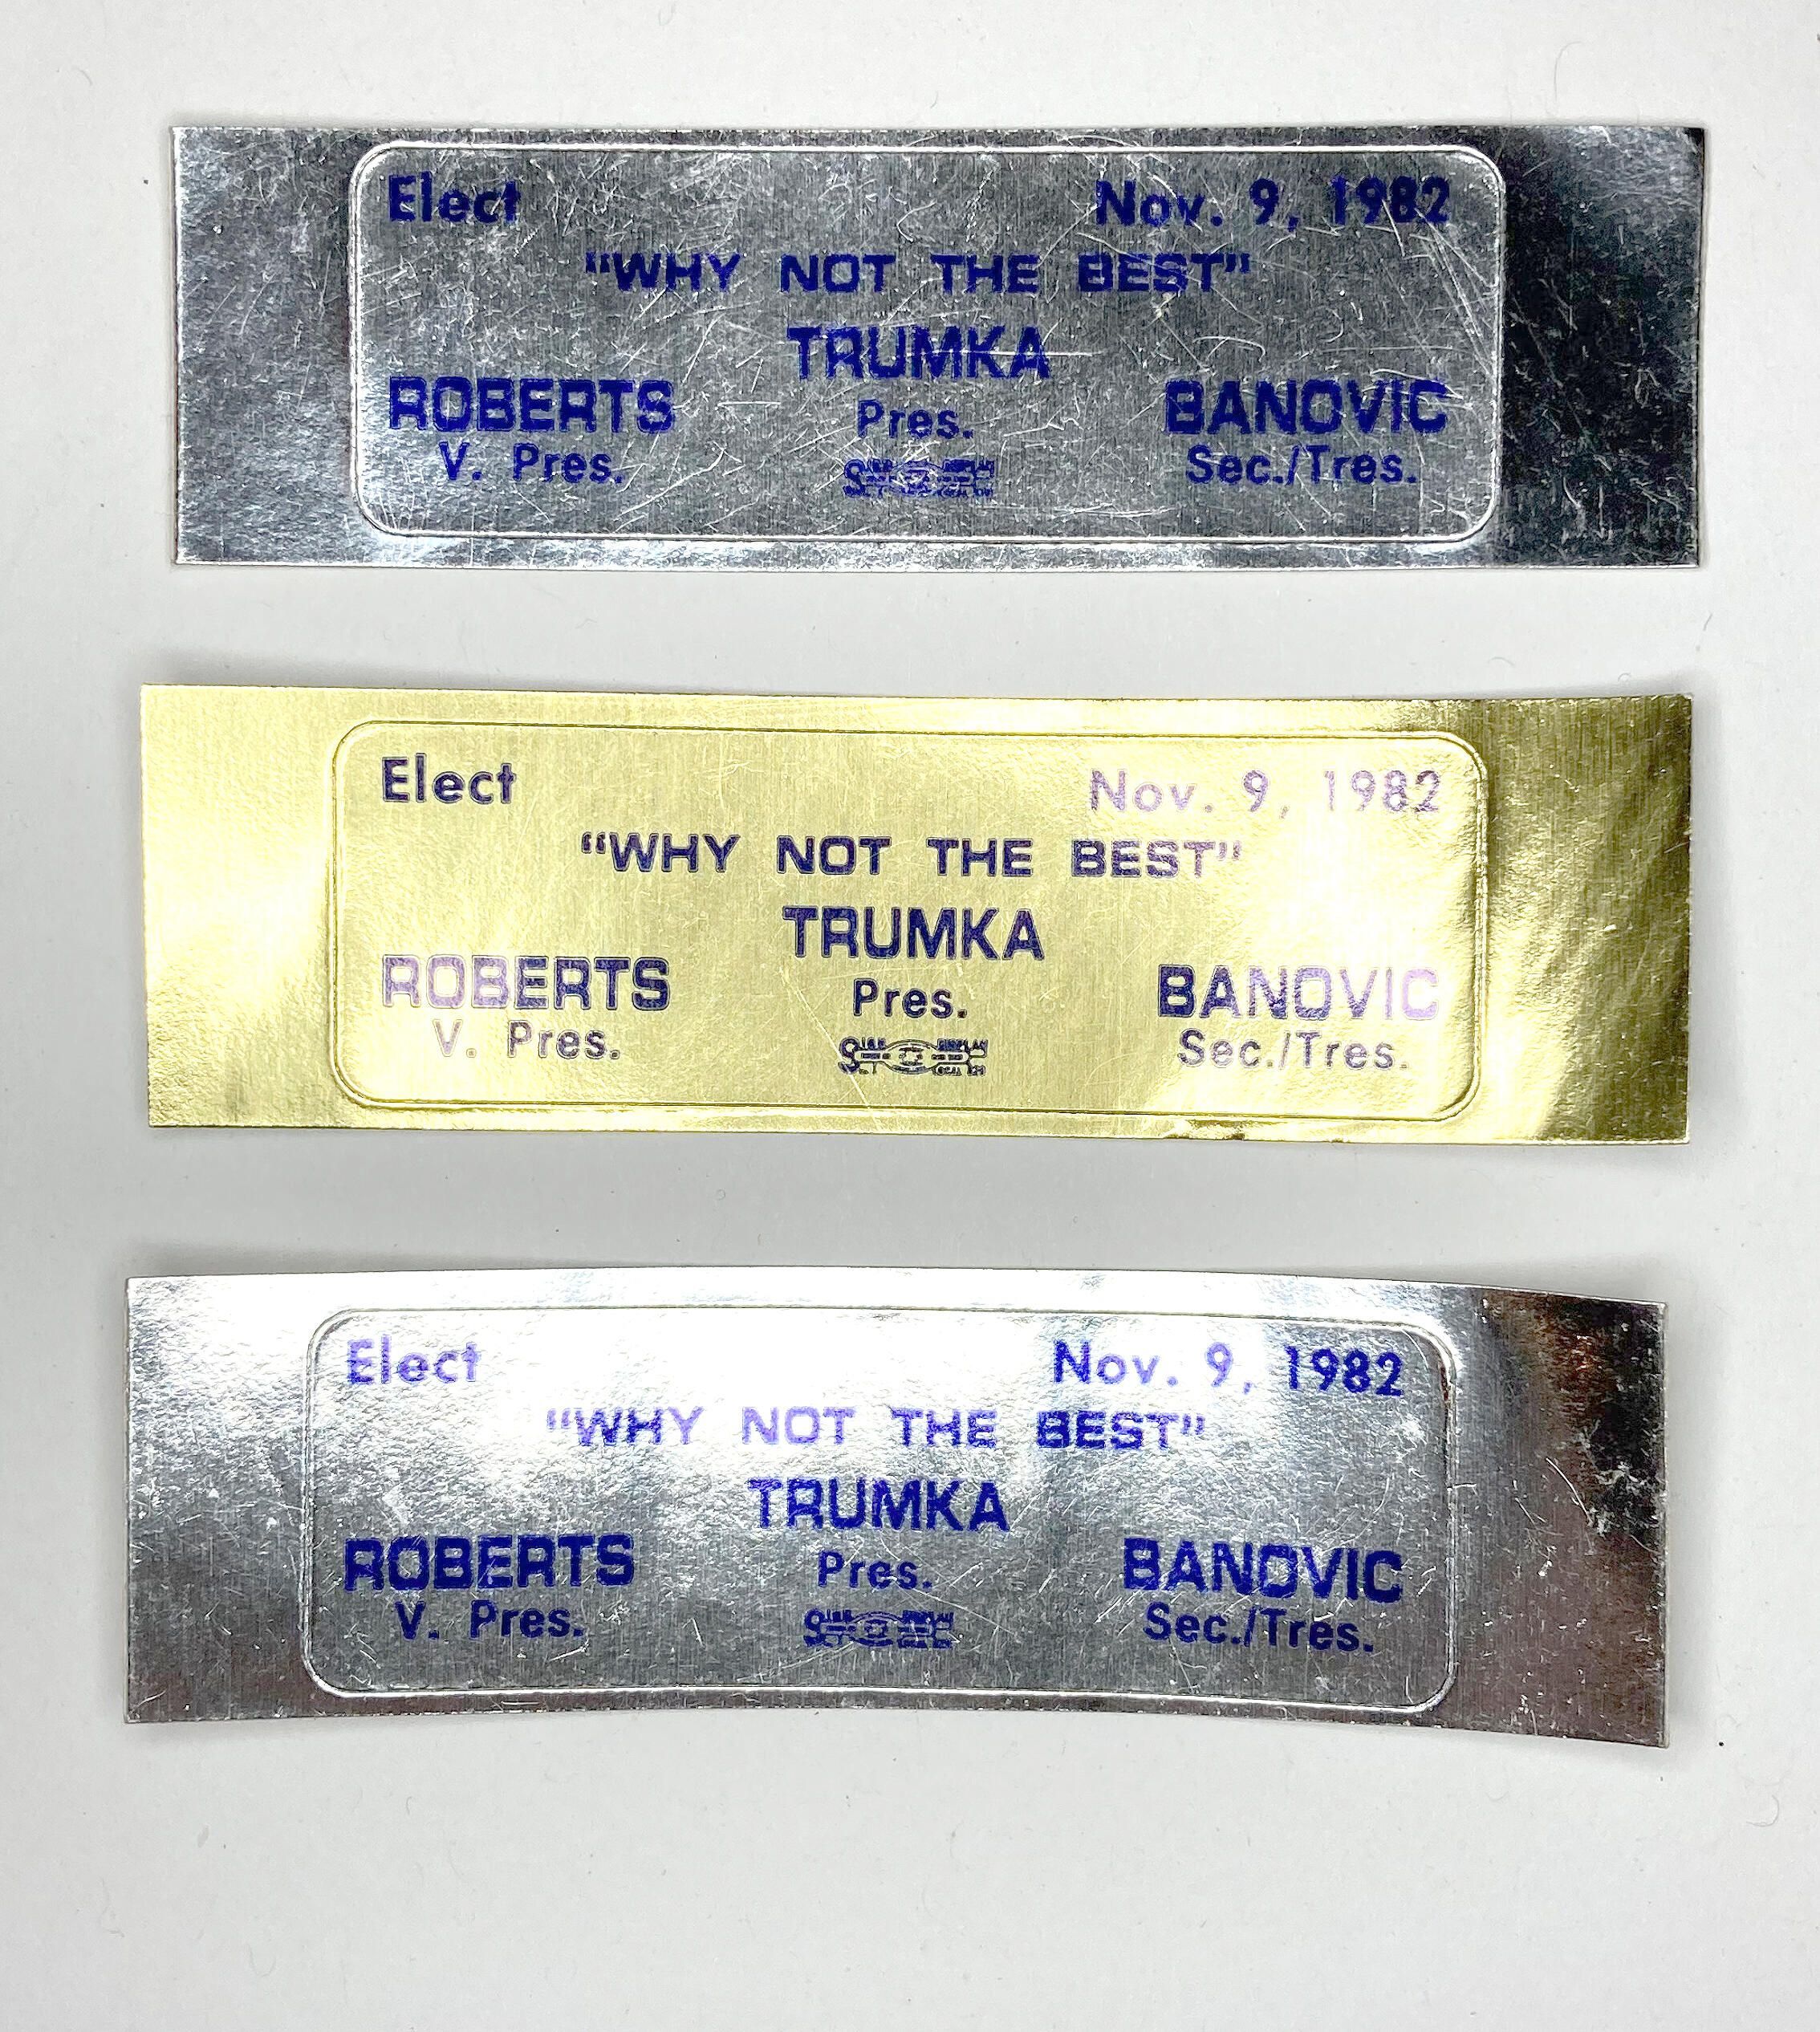 Elect Nov. 9, 1982
"WHY NOT THE BEST"
TRUMKA
ROBERTS Pres. BANOVIC
V. Pres. Sec./Tres.
Elect Nov. 9, 1982
"WHY NOT THE BEST"
TRUMKA
ROBERTS Pres. BANOVIC
V. Pres. Sec./Tres.
Elect Nov. 9, 1982
"WHY NOT THE BEST"
TRUMKA
ROBERTS Pres. BANOVIC
V. Pres. Sec./Tres.